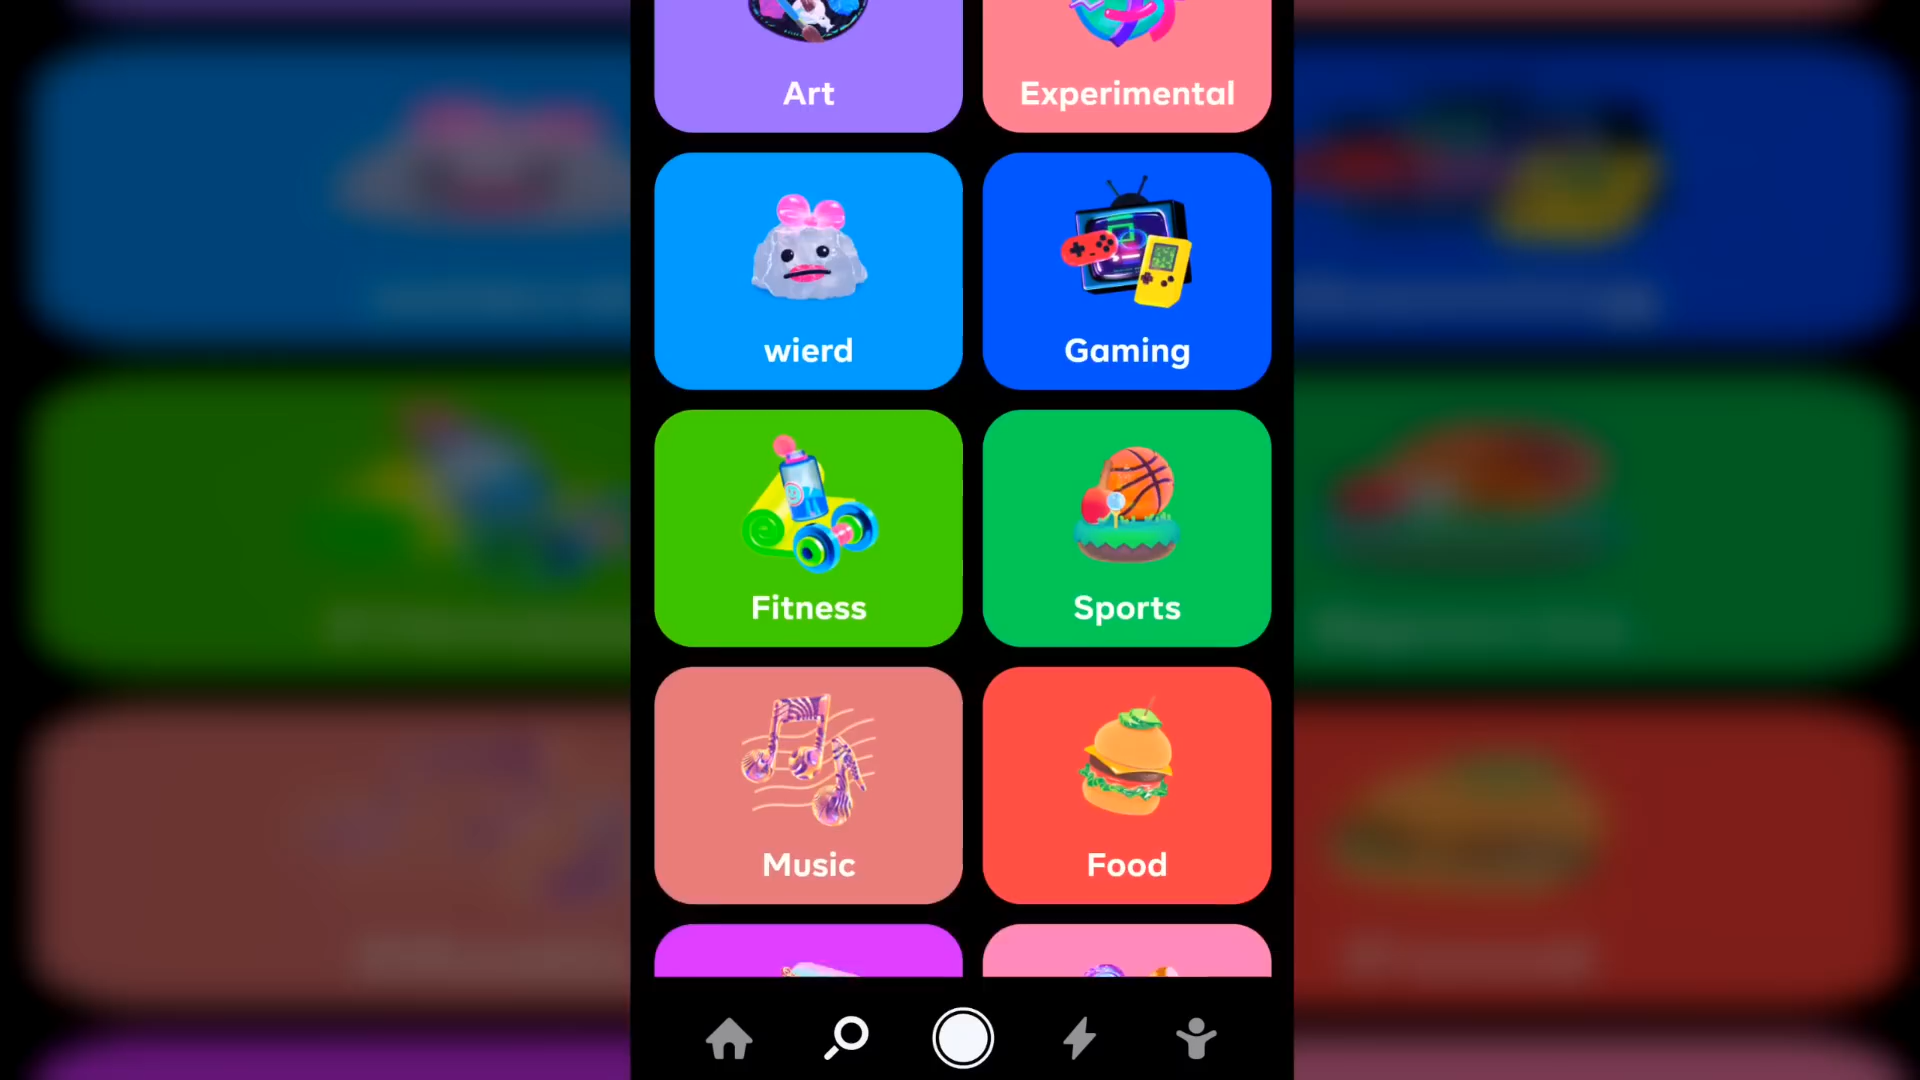 Art
Experimental
wierd
Gaming
Fitness
Sports
Music
Food